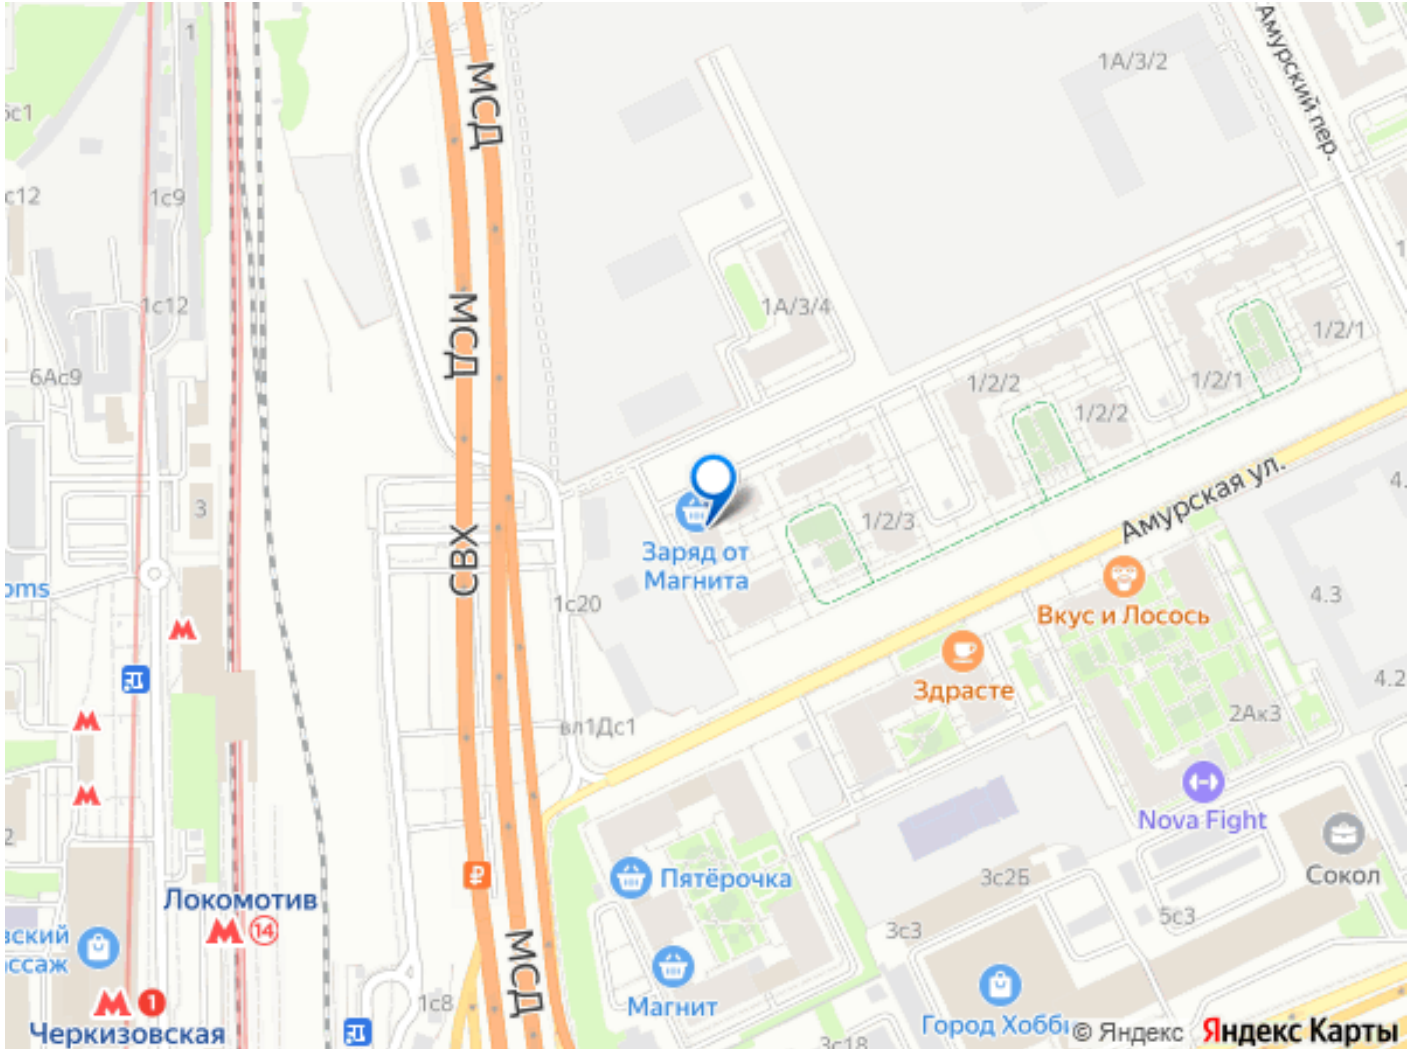 1
Амурский пер.
1А/3/2
МСД
1с9
1с12
МСД
1А/3/4
1/2/1
1/2/2
1/2/1
1/2/2
6Ас9
Амурская ул.
3
СВХ
1/2/3
Заряд от
Магнита
1с20
4.3
Вкус и Лосось
Здрасте
4.2
2Ак3
вл1Дс1
Nova Fight
Пятёрочка
3с2Б
Сокол
Локомотив
14
5с3
3с3
МСД
1с8
Магнит
1
Черкизовская
Город Хобби
3с18
© Яндекс
Яндекс Карты